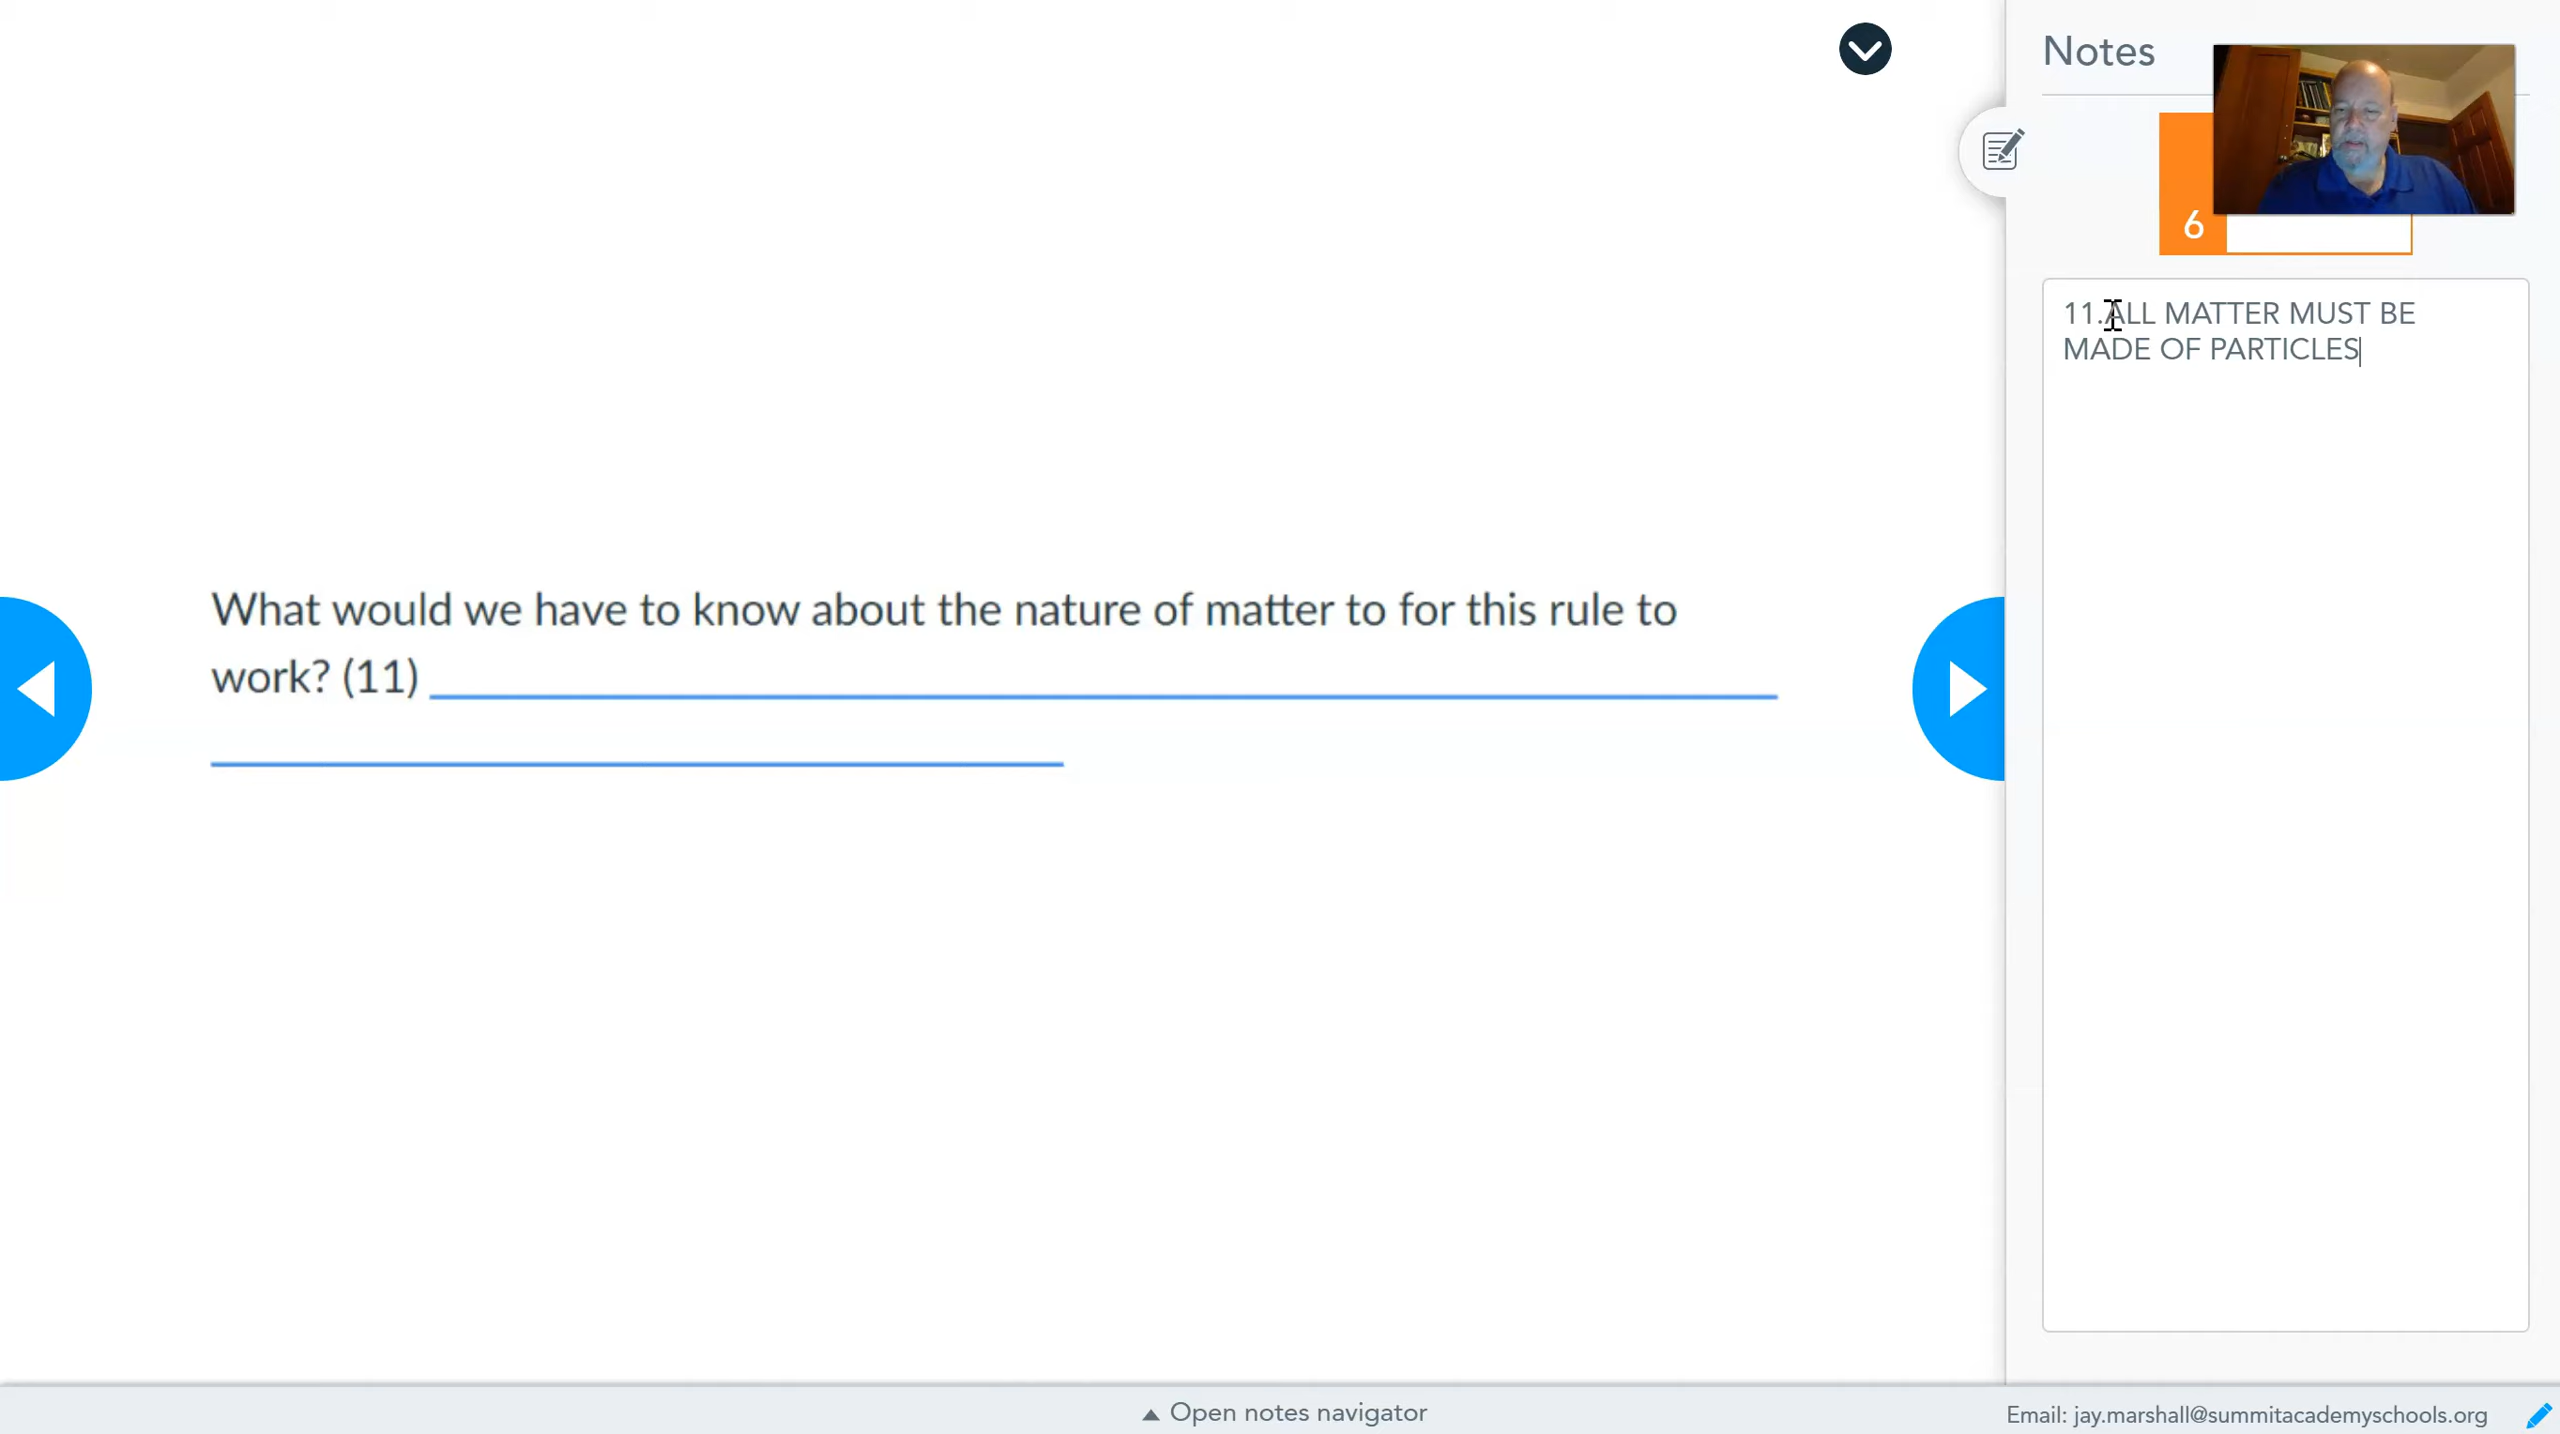 What would we have to know about the nature of matter to for this rule to
work? (11)
Notes
6
11.ALL MATTER MUST BE
MADE OF PARTICLES
Open notes navigator
Email: jay.marshall@summitacademyschools.org